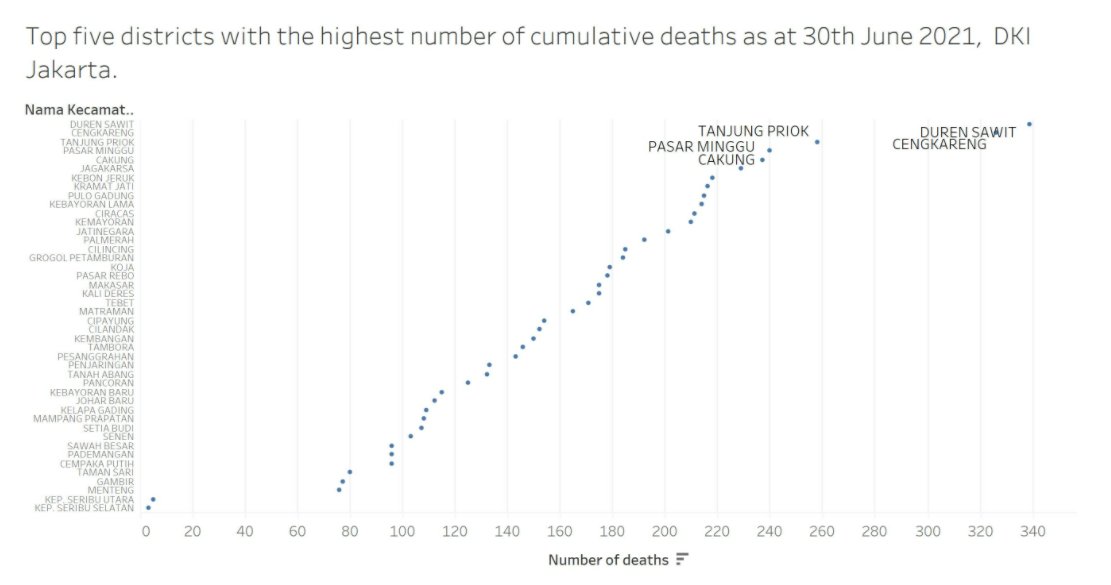 Top five districts with the highest number of cumulative deaths as at 30th June 2021, DKI
Jakarta.
Nama Kecamat..
DUREN SAWIT
CENGKARENG
TANJUNG PRIOK
PASAR MINGGU
CAKUNG
JAGAKARSA
KEBON JERUK
KRAMAT JATI
PULO GADUNG
KEBAYORAN LAMA
CIRACAS
KEMAYORAN
JATINEGARA
PALMERAH
CILINCING
GROGOL PETAMBURAN
KOJA
PASAR REBO
MAKASAR
KALI DERES
TEBET
MATRAMAN
CIPAYUNG
CILANDAK
KEMBANGAN
TAMBORA
PESANGGRAHAN
PENJARINGAN
TANAH ABANG
PANCORAN
KEBAYORAN BARU
JOHAR BARU
KELAPA GADING
MAMPANG PRAPATAN
SETIA BUDI
SENEN
SAWAH BESAR
PADEMANGAN
CEMPAKA PUTIH
TAMAN SARI
GAMBIR
MENTENG
KEP. SERIBU UTARA
KEP. SERIBU SELATAN
TANJUNG PRIOK
DUREN SAWIT
CENGKARENG
PASAR MINGGU
CAKUNG
0 20 40 60 80 100 120 140 160 180 200 220 240 260 280 300 320 340
Number of deaths